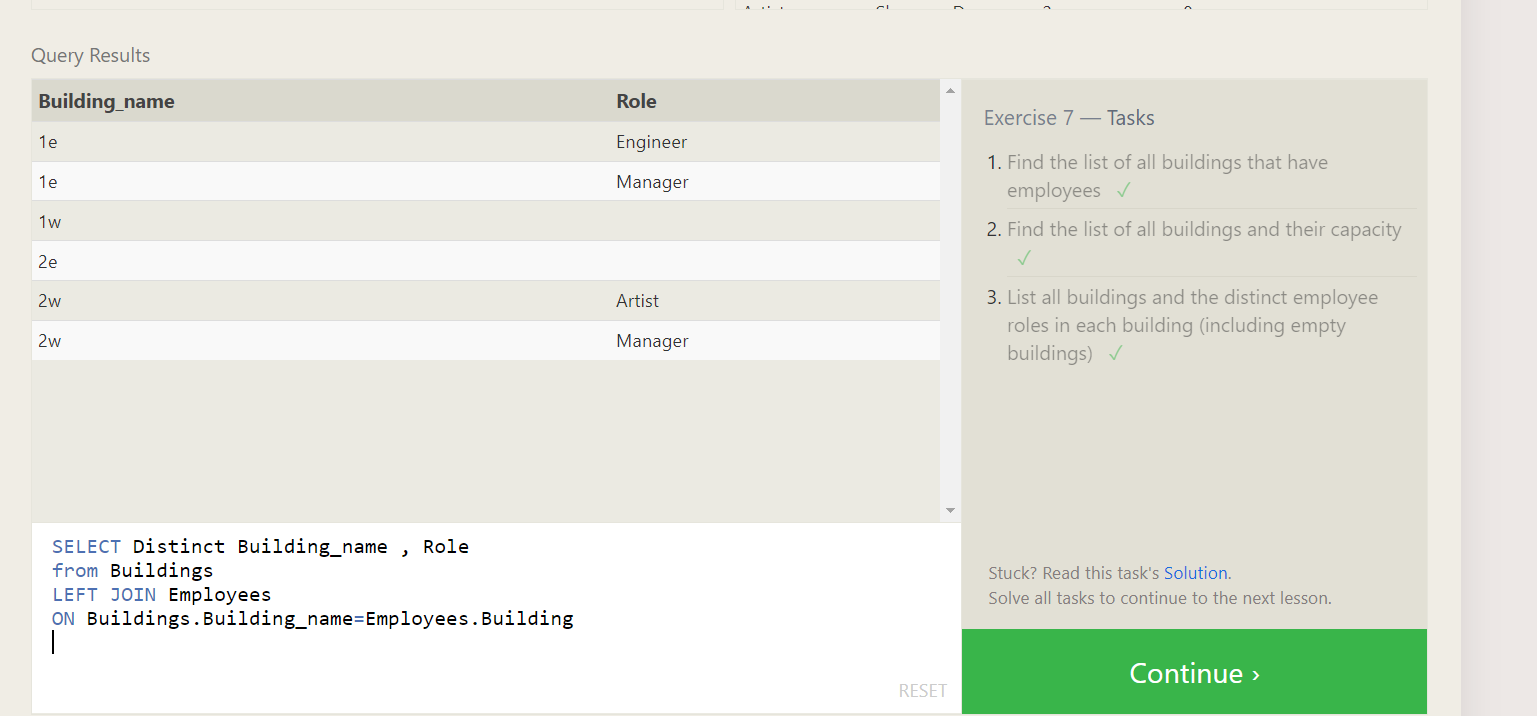 Query Results
Building_name Role
1e Engineer
1e Manager
1w
2e
2w Artist
2w Manager
SELECT Distinct Building_name , Role
from Buildings
LEFT JOIN Employees
ON Buildings.Building_name=Employees.Building
RESET
Exercise 7 — Tasks
1. Find the list of all buildings that have
employees ✓
2. Find the list of all buildings and their capacity
✓
3. List all buildings and the distinct employee
roles in each building (including empty
buildings) ✓
Stuck? Read this task's Solution.
Solve all tasks to continue to the next lesson.
Continue ›